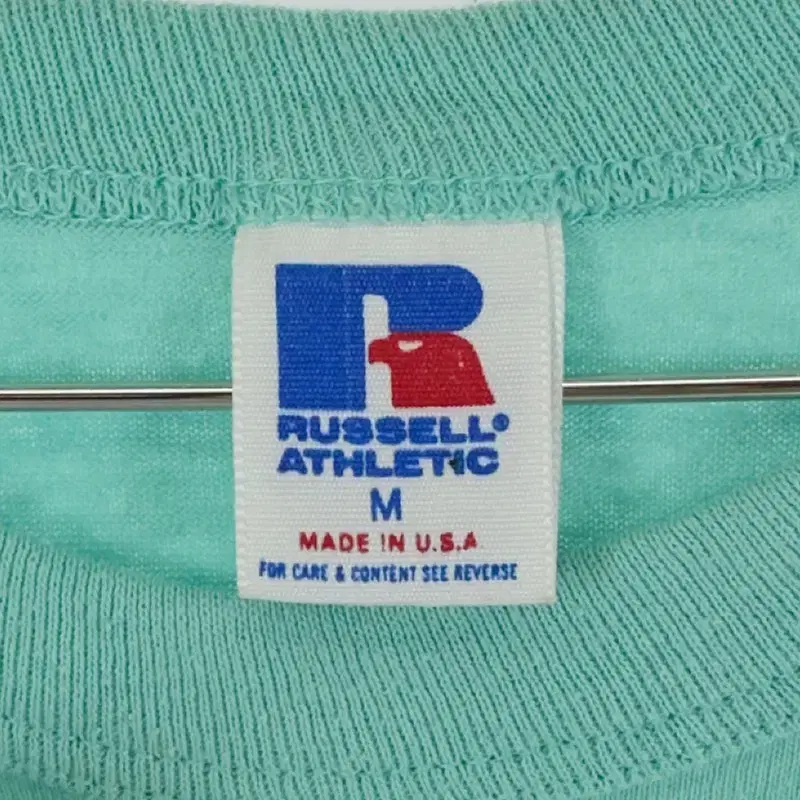 R
RUSSELL®
ATHLETIC
M
MADE IN U.S.A
FOR CARE & CONTENT SEE REVERSE